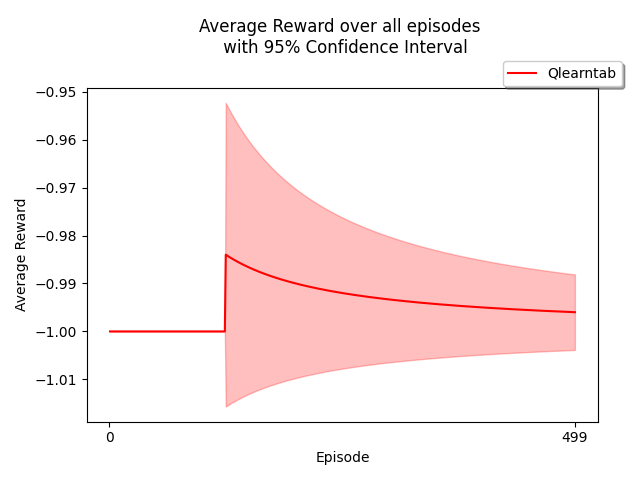 Average Reward over all episodes
with 95% Confidence Interval
Qlearntab
−0.95
−0.96
−0.97
−0.98
−0.99
−1.00
−1.01
Average Reward
0
499
Episode